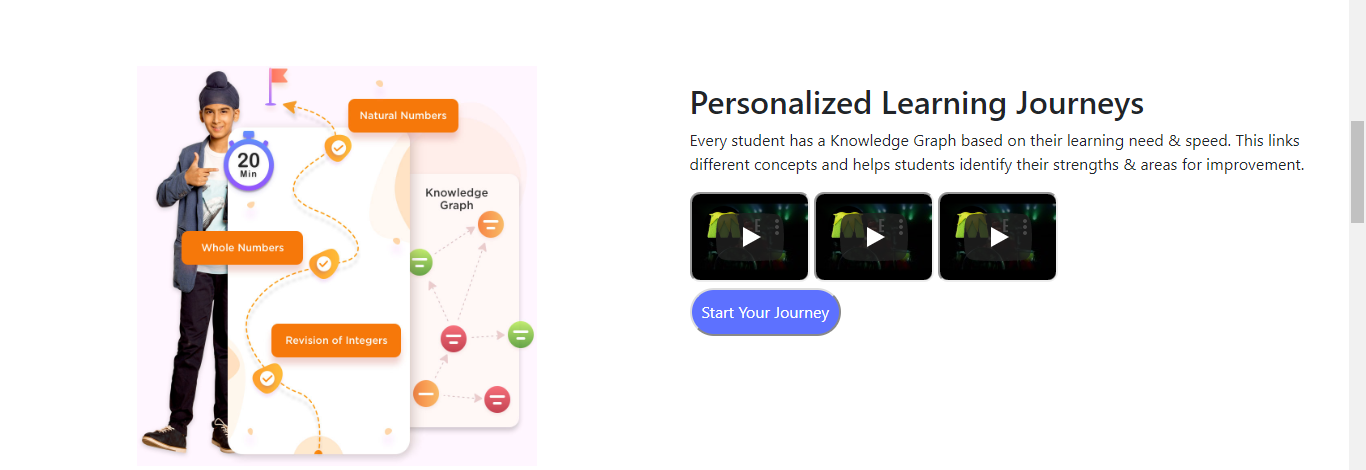 Natural Numbers
20
Min
Knowledge
Graph
Whole Numbers
Revision of Integers
Personalized Learning Journeys
Every student has a Knowledge Graph based on their learning need & speed. This links
different concepts and helps students identify their strengths & areas for improvement.
Start Your Journey